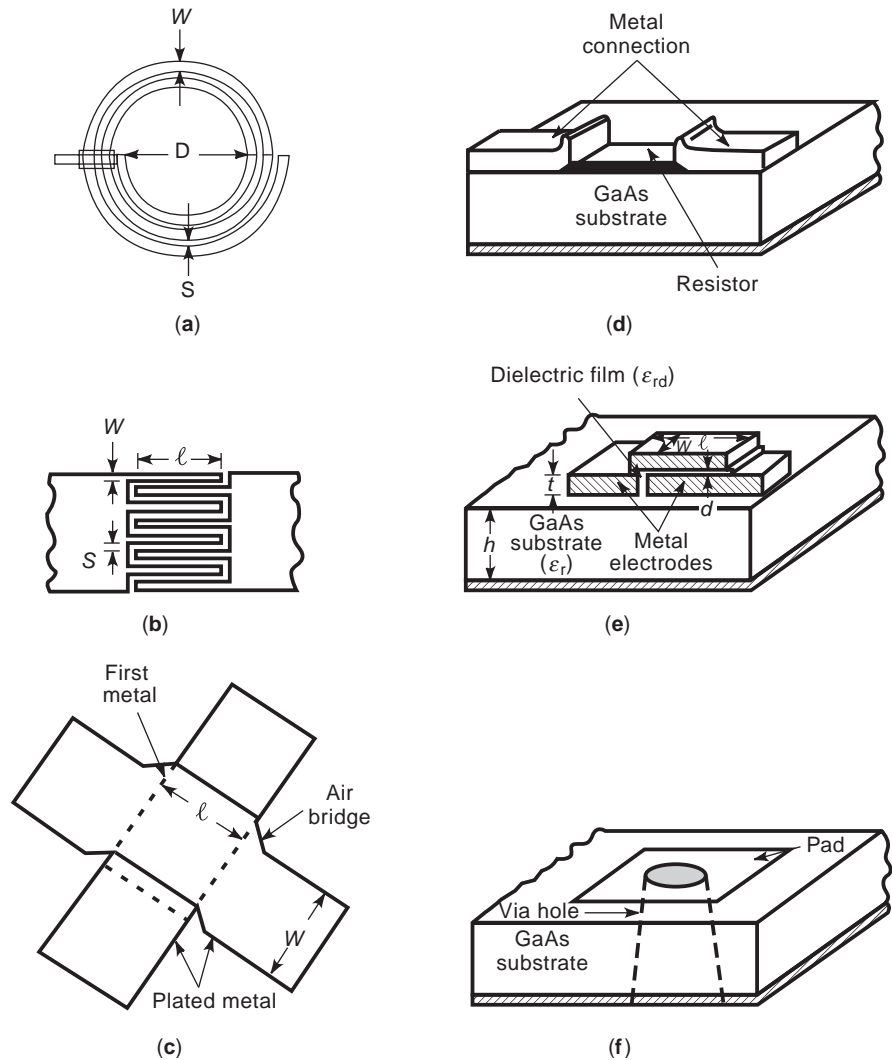 W
D
S
(a)
Metal
connection
GaAs
substrate
Resistor
(d)
W
ℓ
S
(b)
Dielectric film (εrd)
W
ℓ
t
d
h
GaAs
substrate
(εr)
Metal
electrodes
(e)
First
metal
ℓ
Air
bridge
W
Plated metal
(c)
Pad
Via hole
GaAs
substrate
(f)